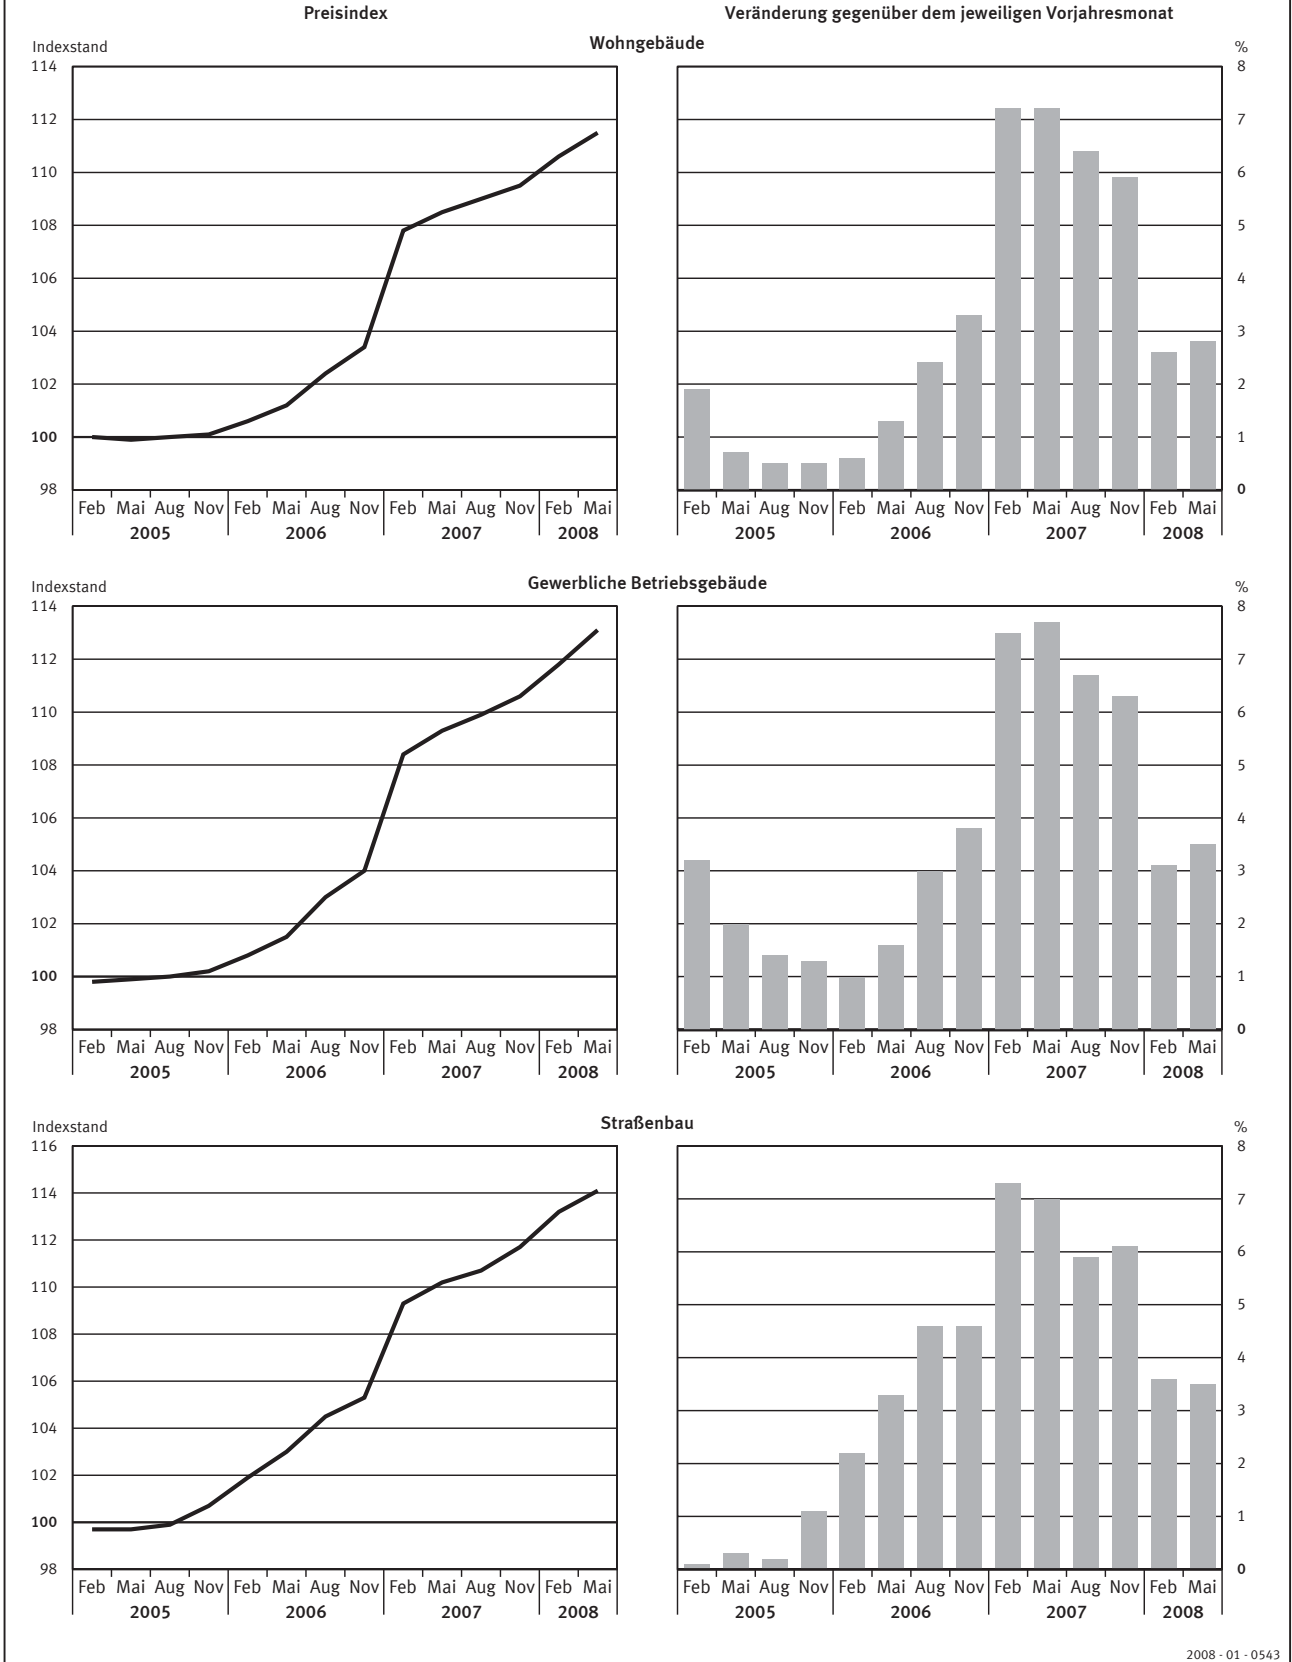 Preisindex Veränderung gegenüber dem jeweiligen Vorjahresmonat
Wohngebäude
Indexstand %
114 8
112 7
110 6
108 5
106 4
104 3
102 2
100 1
98 0
Feb Mai Aug Nov Feb Mai Aug Nov Feb Mai Aug Nov Feb Mai Feb Mai Aug Nov Feb Mai Aug Nov Feb Mai Aug Nov Feb Mai
2005 2006 2007 2008 2005 2006 2007 2008
Gewerbliche Betriebsgebäude
Indexstand %
114 8
112 7
110 6
108 5
106 4
104 3
102 2
100 1
98 0
Feb Mai Aug Nov Feb Mai Aug Nov Feb Mai Aug Nov Feb Mai Feb Mai Aug Nov Feb Mai Aug Nov Feb Mai Aug Nov Feb Mai
2005 2006 2007 2008 2005 2006 2007 2008
Straßenbau
Indexstand %
116 8
114 7
112 6
110 5
108 4
106 3
104 2
102 1
100 0
98
Feb Mai Aug Nov Feb Mai Aug Nov Feb Mai Aug Nov Feb Mai Feb Mai Aug Nov Feb Mai Aug Nov Feb Mai Aug Nov Feb Mai
2005 2006 2007 2008 2005 2006 2007 2008
2008 - 01 - 0543